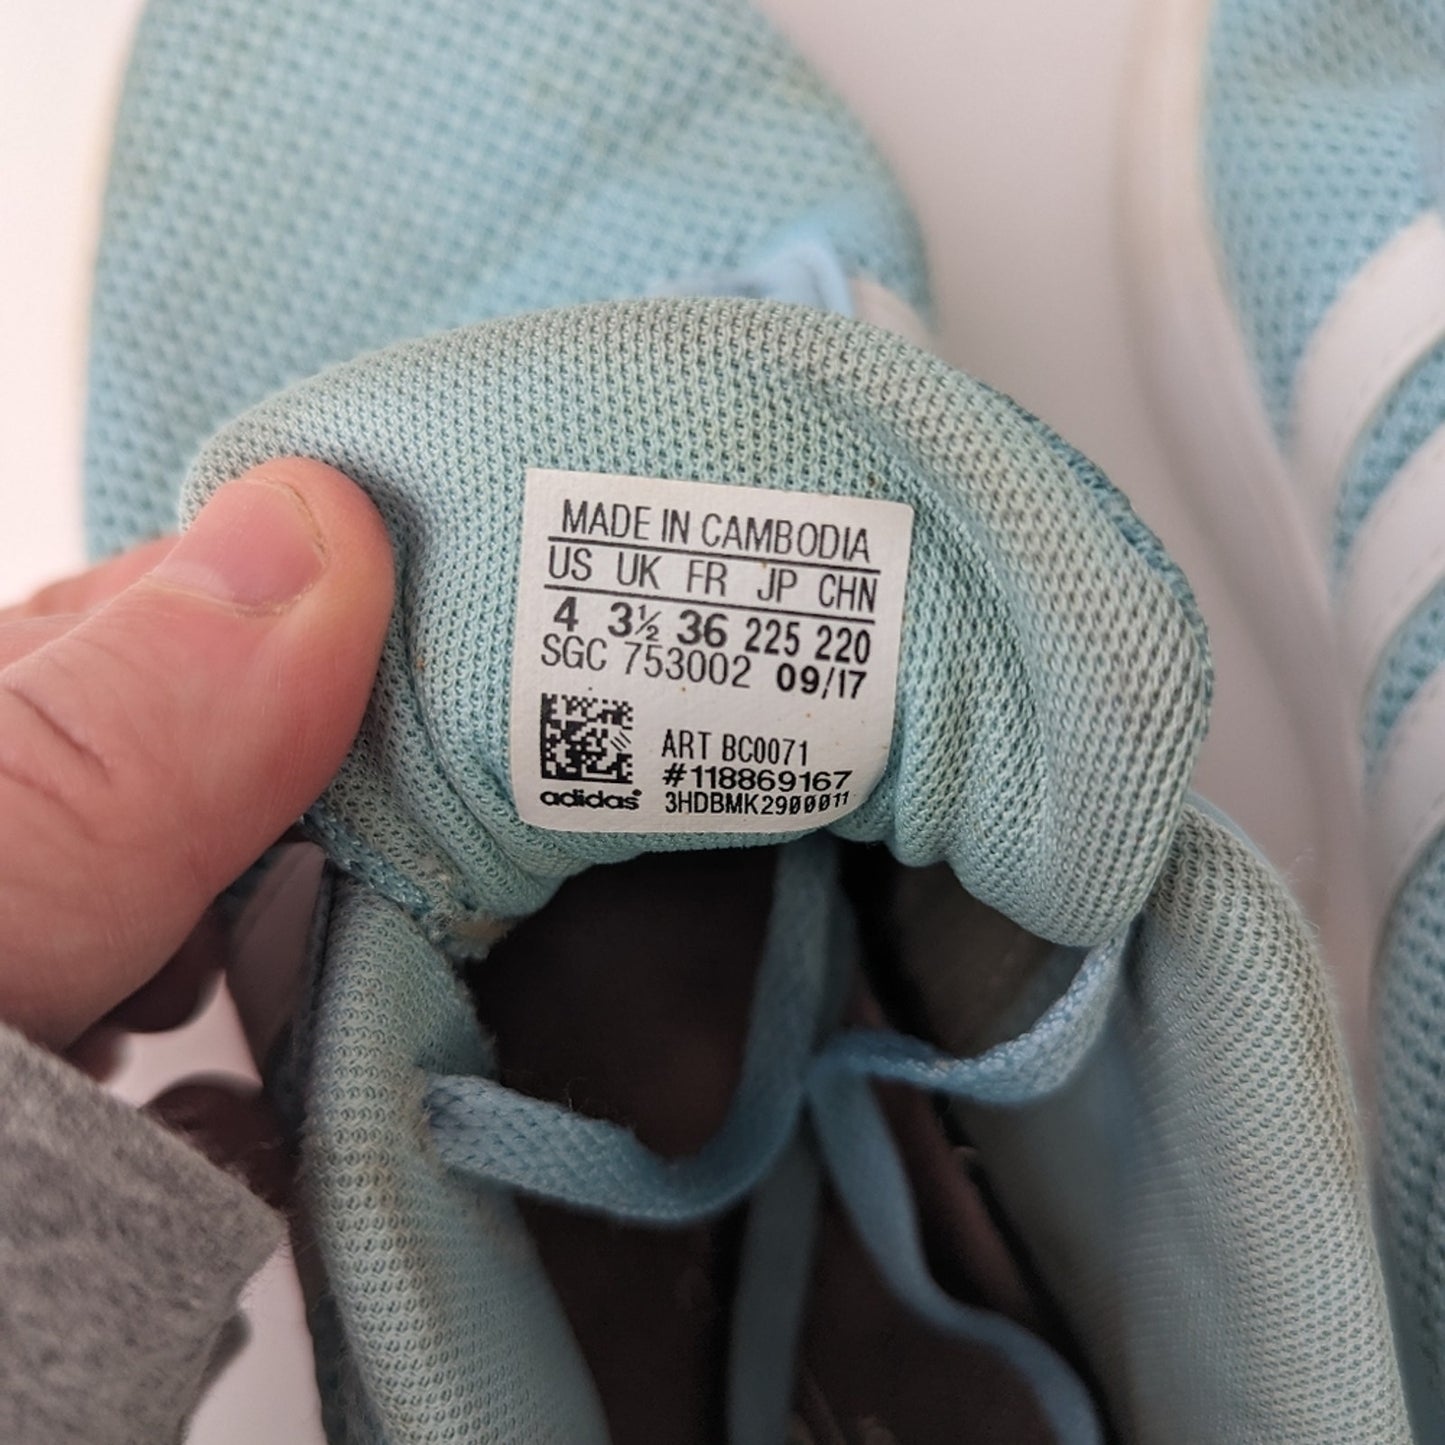 MADE IN CAMBODIA
US UK FR JP CHN
4 3½ 36 225 220
SGC 753002 09/17
ART BC0071
#118869167
adidas® 3HDBMK2900011